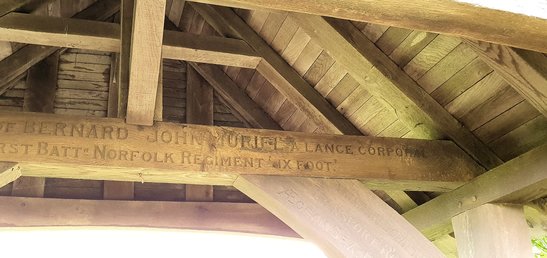 OF BERNARD JOHN MURIEL A LANCE CORPORAL
RST BATTN NORFOLK REGIMENT "IX FOOT"